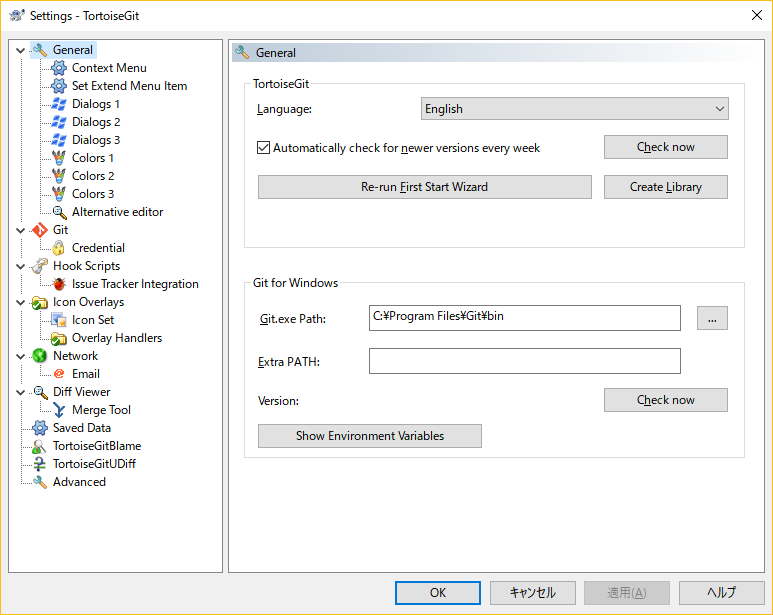 Settings - TortoiseGit
General
Context Menu
Set Extend Menu Item
Dialogs 1
Dialogs 2
Dialogs 3
Colors 1
Colors 2
Colors 3
Alternative editor
Git
Credential
Hook Scripts
Issue Tracker Integration
Icon Overlays
Icon Set
Overlay Handlers
Network
Email
Diff Viewer
Merge Tool
Saved Data
TortoiseGitBlame
TortoiseGitUDiff
Advanced
General
TortoiseGit
Language: English
Automatically check for newer versions every week Check now
Re-run First Start Wizard Create Library
Git for Windows
Git.exe Path: C:¥Program Files¥Git¥bin ...
Extra PATH:
Version: Check now
Show Environment Variables
OK キャンセル 適用(A) ヘルプ